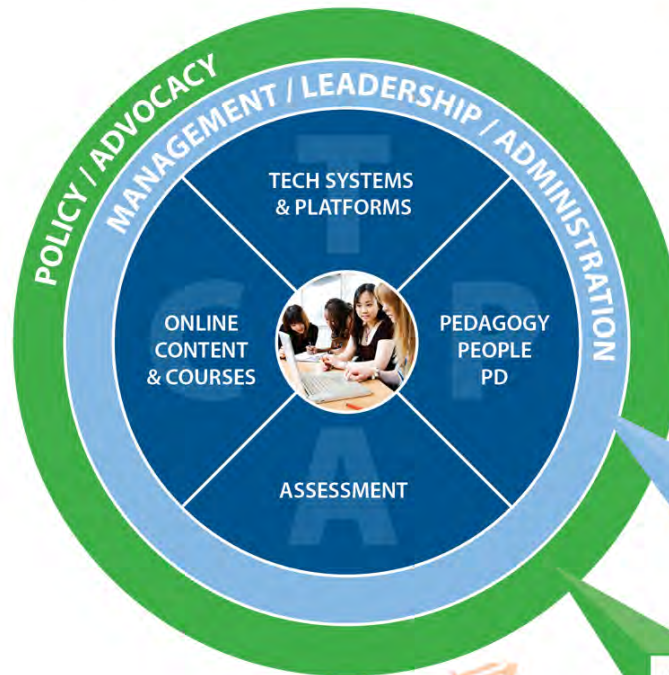 POLICY / ADVOCACY
MANAGEMENT / LEADERSHIP / ADMINISTRATION
T
TECH SYSTEMS
& PLATFORMS
C
ONLINE
CONTENT
& COURSES
P
PEDAGOGY
PEOPLE
PD
A
ASSESSMENT